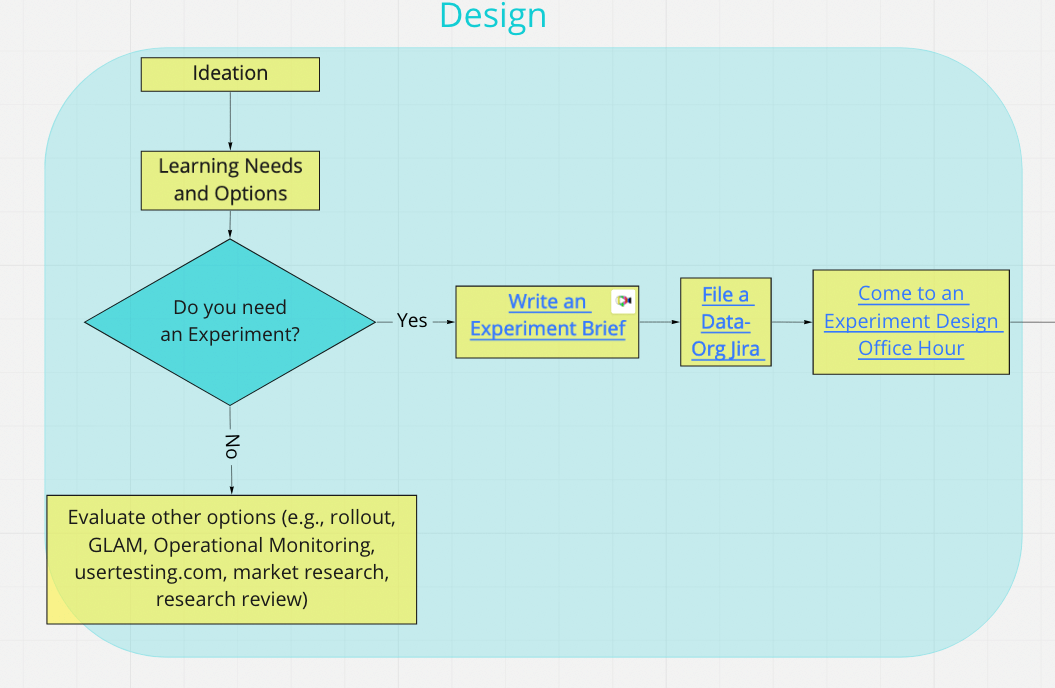 Design
Ideation
Learning Needs
and Options
Do you need
an Experiment?
Yes
Write an
Experiment Brief
File a
Data-
Org Jira
Come to an
Experiment Design
Office Hour
No
Evaluate other options (e.g., rollout,
GLAM, Operational Monitoring,
usertesting.com, market research,
research review)